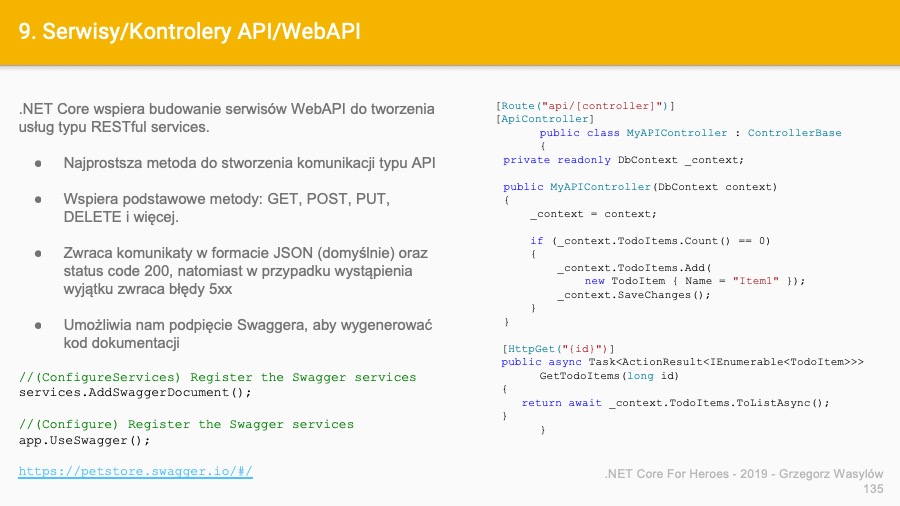 9. Serwisy/Kontrolery API/WebAPI
.NET Core wspiera budowanie serwisów WebAPI do tworzenia
usług typu RESTful services.
● Najprostsza metoda do stworzenia komunikacji typu API
● Wspiera podstawowe metody: GET, POST, PUT,
DELETE i więcej.
● Zwraca komunikaty w formacie JSON (domyślnie) oraz
status code 200, natomiast w przypadku wystąpienia
wyjątku zwraca błędy 5xx
● Umożliwia nam podpięcie Swaggera, aby wygenerować
kod dokumentacji
//(ConfigureServices) Register the Swagger services
services.AddSwaggerDocument();
//(Configure) Register the Swagger services
app.UseSwagger();
https://petstore.swagger.io/#/
[Route("api/[controller]")]
[ApiController]
public class MyAPIController : ControllerBase
{
private readonly DbContext _context;
public MyAPIController(DbContext context)
{
_context = context;
if (_context.TodoItems.Count() == 0)
{
_context.TodoItems.Add(
new TodoItem { Name = "Item1" });
_context.SaveChanges();
}
}
[HttpGet("{id}")]
public async Task<ActionResult<IEnumerable<TodoItem>>>
GetTodoItems(long id)
{
return await _context.TodoItems.ToListAsync();
}
}
.NET Core For Heroes - 2019 - Grzegorz Wasylów
135